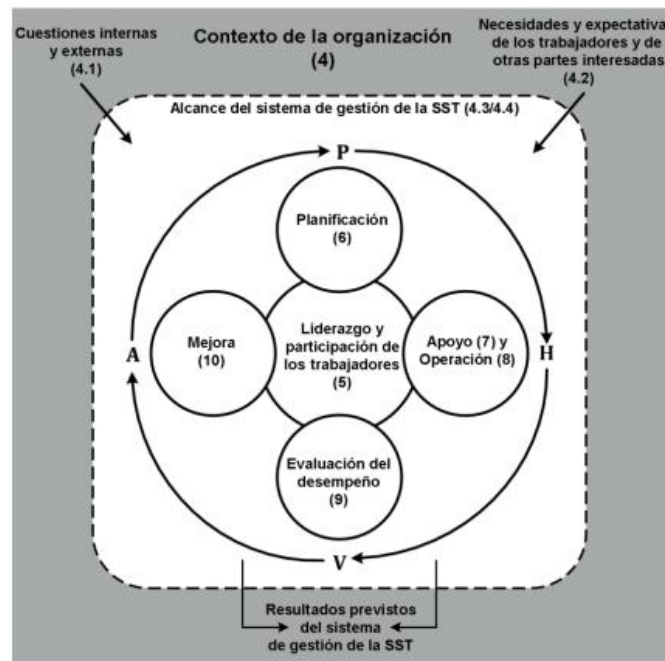 Cuestiones internas
y externas
(4.1)
Contexto de la organización
(4)
Necesidades y expectativa
de los trabajadores y de
otras partes interesadas
(4.2)
Alcance del sistema de gestión de la SST (4.3/4.4)
P
Planificación
(6)
A
Mejora
(10)
Liderazgo y
participación de
los trabajadores
(5)
Apoyo (7) y
Operación (8)
H
Evaluación del
desempeño
(9)
V
Resultados previstos
del sistema
de gestión de la SST